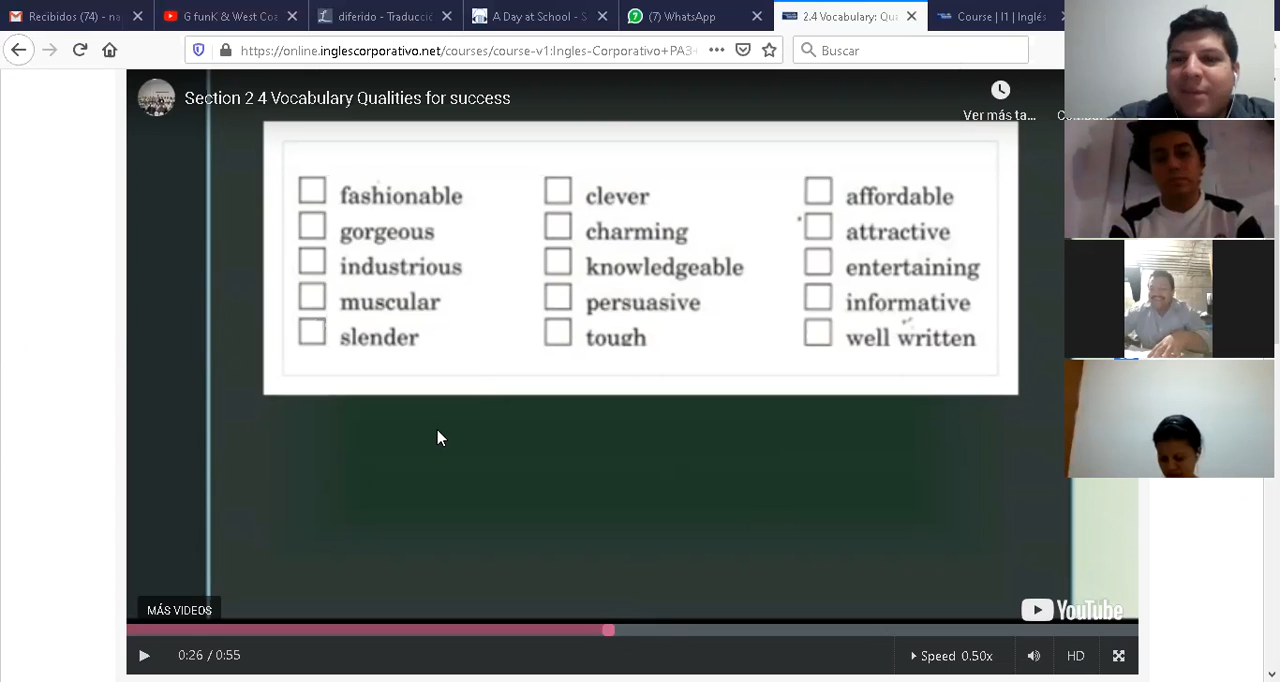 Recibidos (74) - na
G funK & West Coa
diferido - Traducció
A Day at School - S
(7) WhatsApp
2.4 Vocabulary: Qua
Course | I1 | Inglés
https://online.inglescorporativo.net/courses/course-v1:Ingles-Corporativo+PA3+
Buscar
Section 2 4 Vocabulary Qualities for success
Ver más ta...
fashionable clever affordable
gorgeous charming attractive
industrious knowledgeable entertaining
muscular persuasive informative
slender tough well written
MÁS VIDEOS
YouTube
0:26 / 0:55
Speed 0.50x
HD